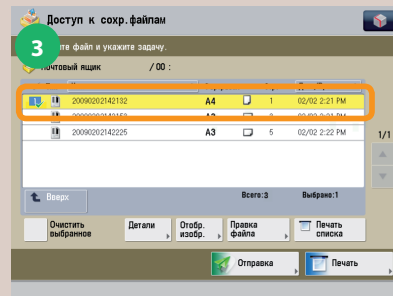 Доступ к сохр.файлам
3
те файл и укажите задачу.
Почтовый ящик / 00 :
20090202142132 A4 1 02/02 2:21 PM
20090202142225 A3 5 02/02 2:22 PM
1/1
Вверх Всего:3 Выбрано:1
Очистить выбранное
Детали
Отобр. изобр.
Правка файла
Печать списка
Отправка
Печать